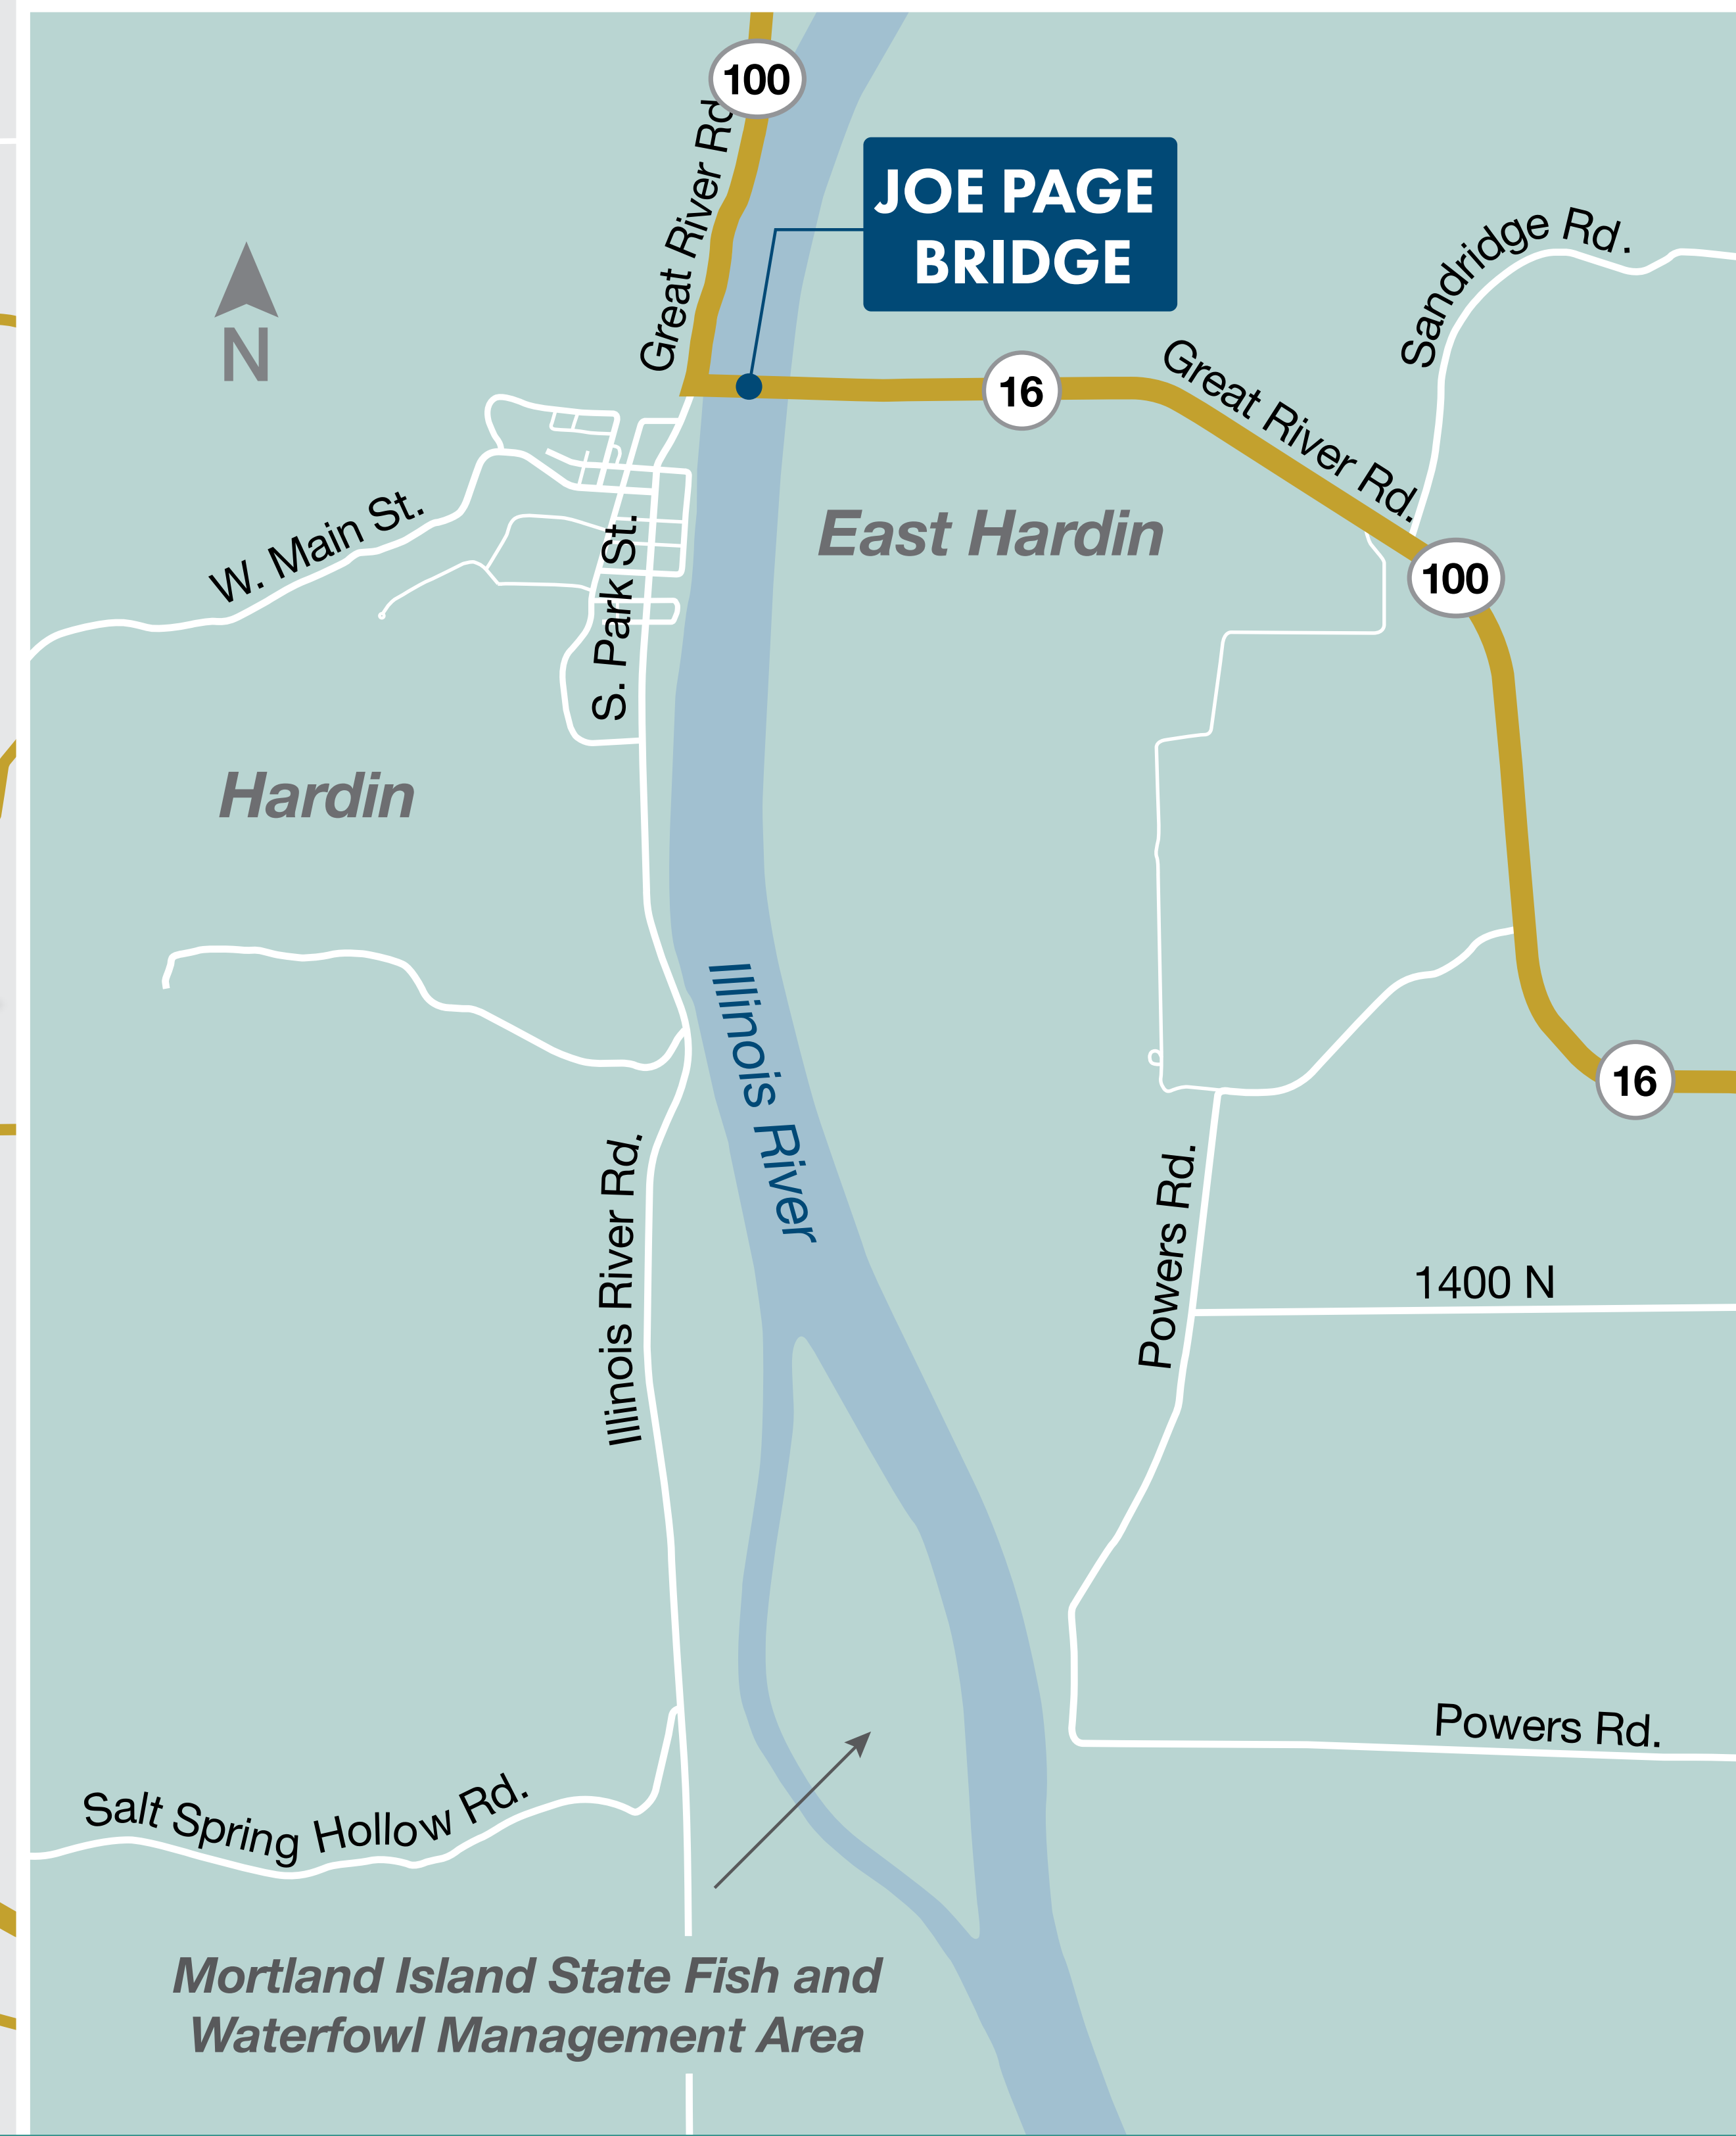 100
Great River Rd.
JOE PAGE
BRIDGE
Sandridge Rd.
N
16
Great River Rd.
W. Main St.
East Hardin
100
S. Park St.
Hardin
Illinois River
16
Illinois River Rd.
Powers Rd.
1400 N
Powers Rd.
Salt Spring Hollow Rd.
Mortland Island State Fish and
Waterfowl Management Area